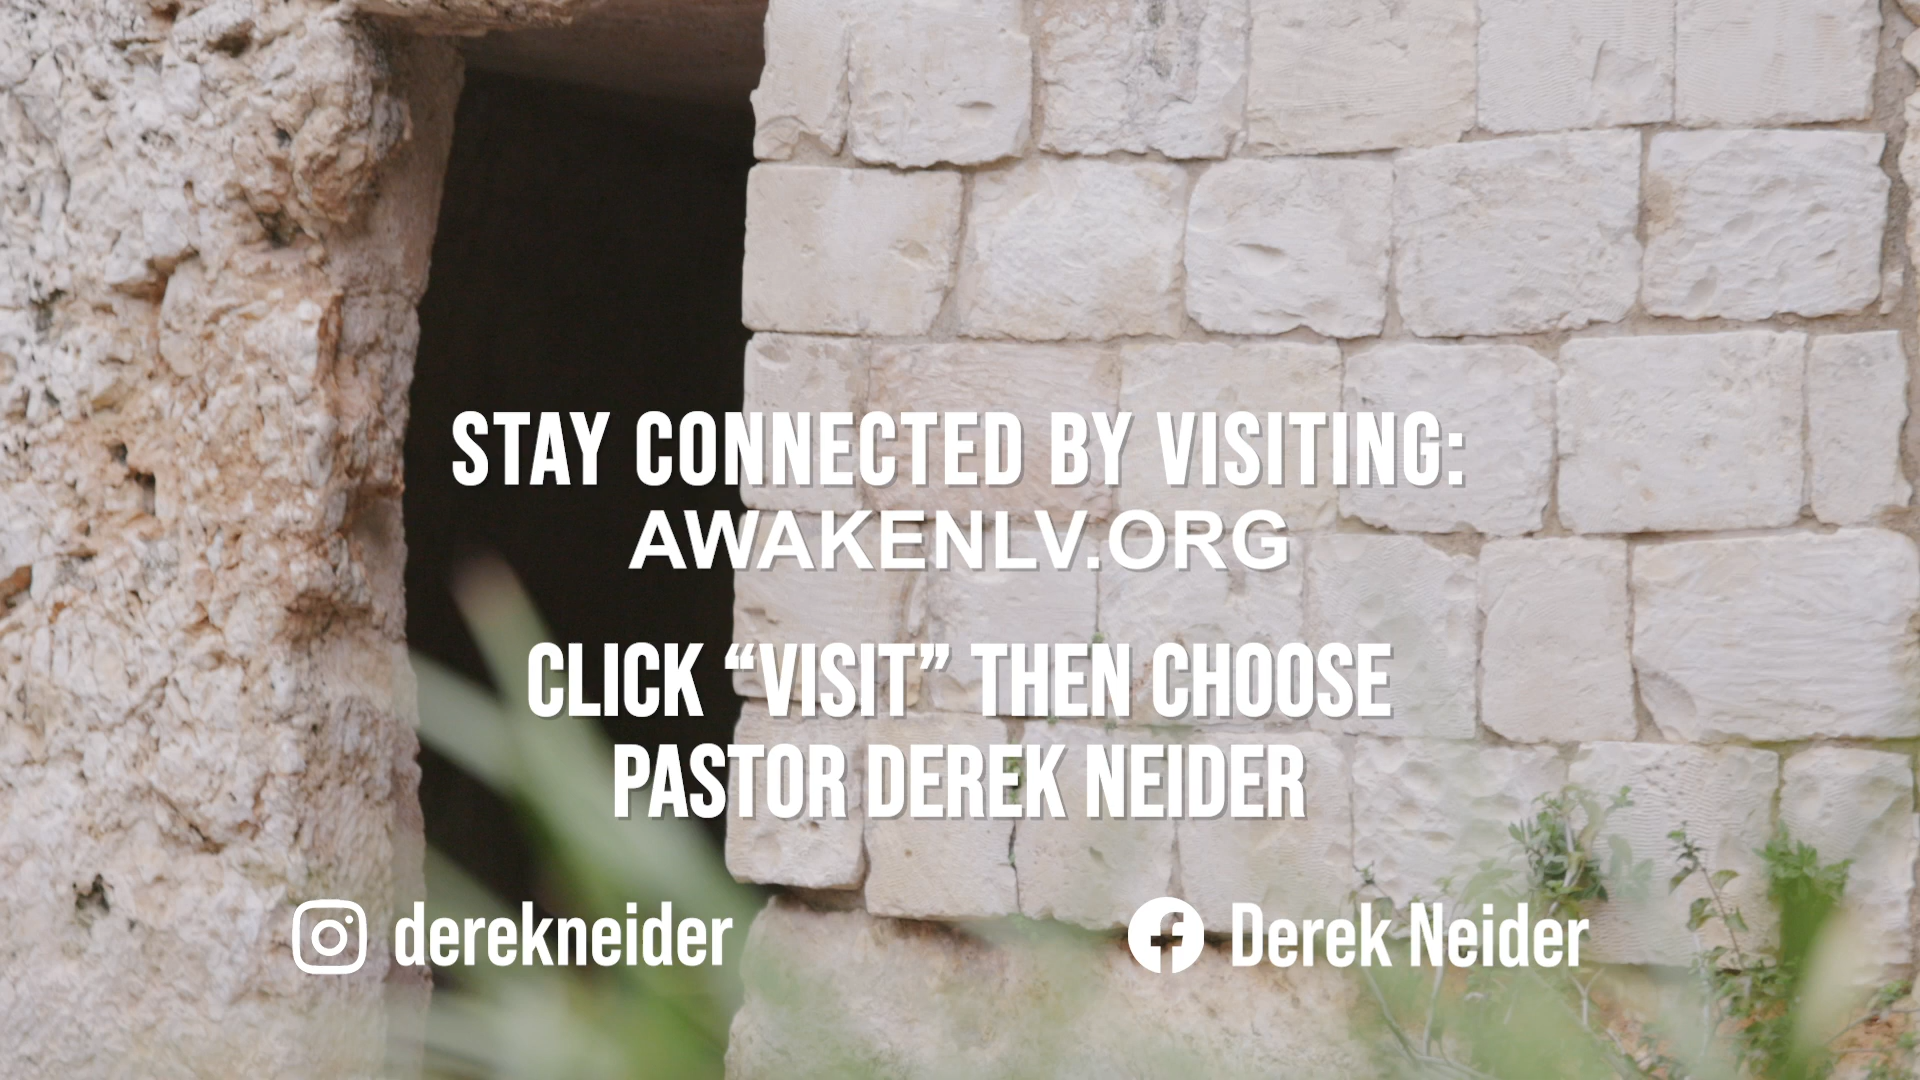 STAY CONNECTED BY VISITING:
AWAKENLV.ORG
CLICK “VISIT” THEN CHOOSE
PASTOR DEREK NEIDER
derekneider
Derek Neider